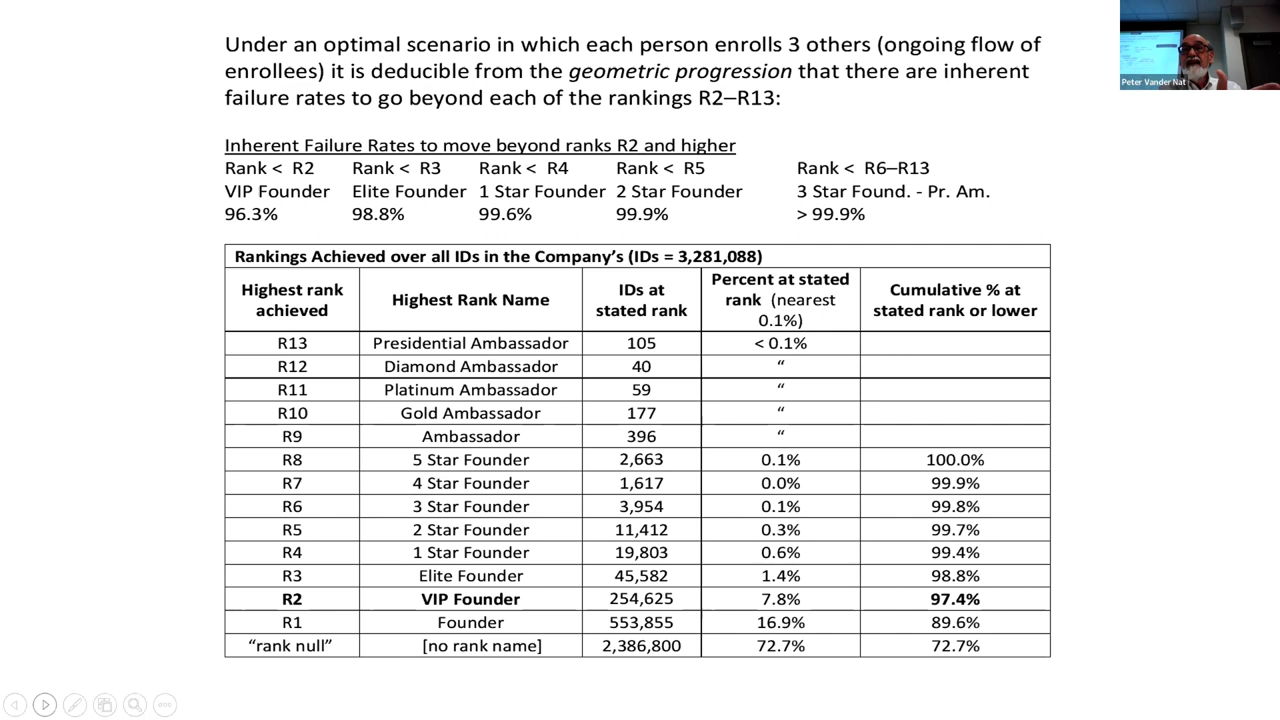 Under an optimal scenario in which each person enrolls 3 others (ongoing flow of
enrollees) it is deducible from the geometric progression that there are inherent
failure rates to go beyond each of the rankings R2–R13:
Inherent Failure Rates to move beyond ranks R2 and higher
Rank < R2 Rank < R3 Rank < R4 Rank < R5 Rank < R6–R13
VIP Founder Elite Founder 1 Star Founder 2 Star Founder 3 Star Found. - Pr. Am.
96.3% 98.8% 99.6% 99.9% > 99.9%
Rankings Achieved over all IDs in the Company’s (IDs = 3,281,088)
Highest rank achieved Highest Rank Name IDs at stated rank Percent at stated rank (nearest 0.1%) Cumulative % at stated rank or lower
R13 Presidential Ambassador 105 < 0.1%
R12 Diamond Ambassador 40 “
R11 Platinum Ambassador 59 “
R10 Gold Ambassador 177 “
R9 Ambassador 396 “
R8 5 Star Founder 2,663 0.1% 100.0%
R7 4 Star Founder 1,617 0.0% 99.9%
R6 3 Star Founder 3,954 0.1% 99.8%
R5 2 Star Founder 11,412 0.3% 99.7%
R4 1 Star Founder 19,803 0.6% 99.4%
R3 Elite Founder 45,582 1.4% 98.8%
R2 VIP Founder 254,625 7.8% 97.4%
R1 Founder 553,855 16.9% 89.6%
“rank null” [no rank name] 2,386,800 72.7% 72.7%
Peter Vander Nat